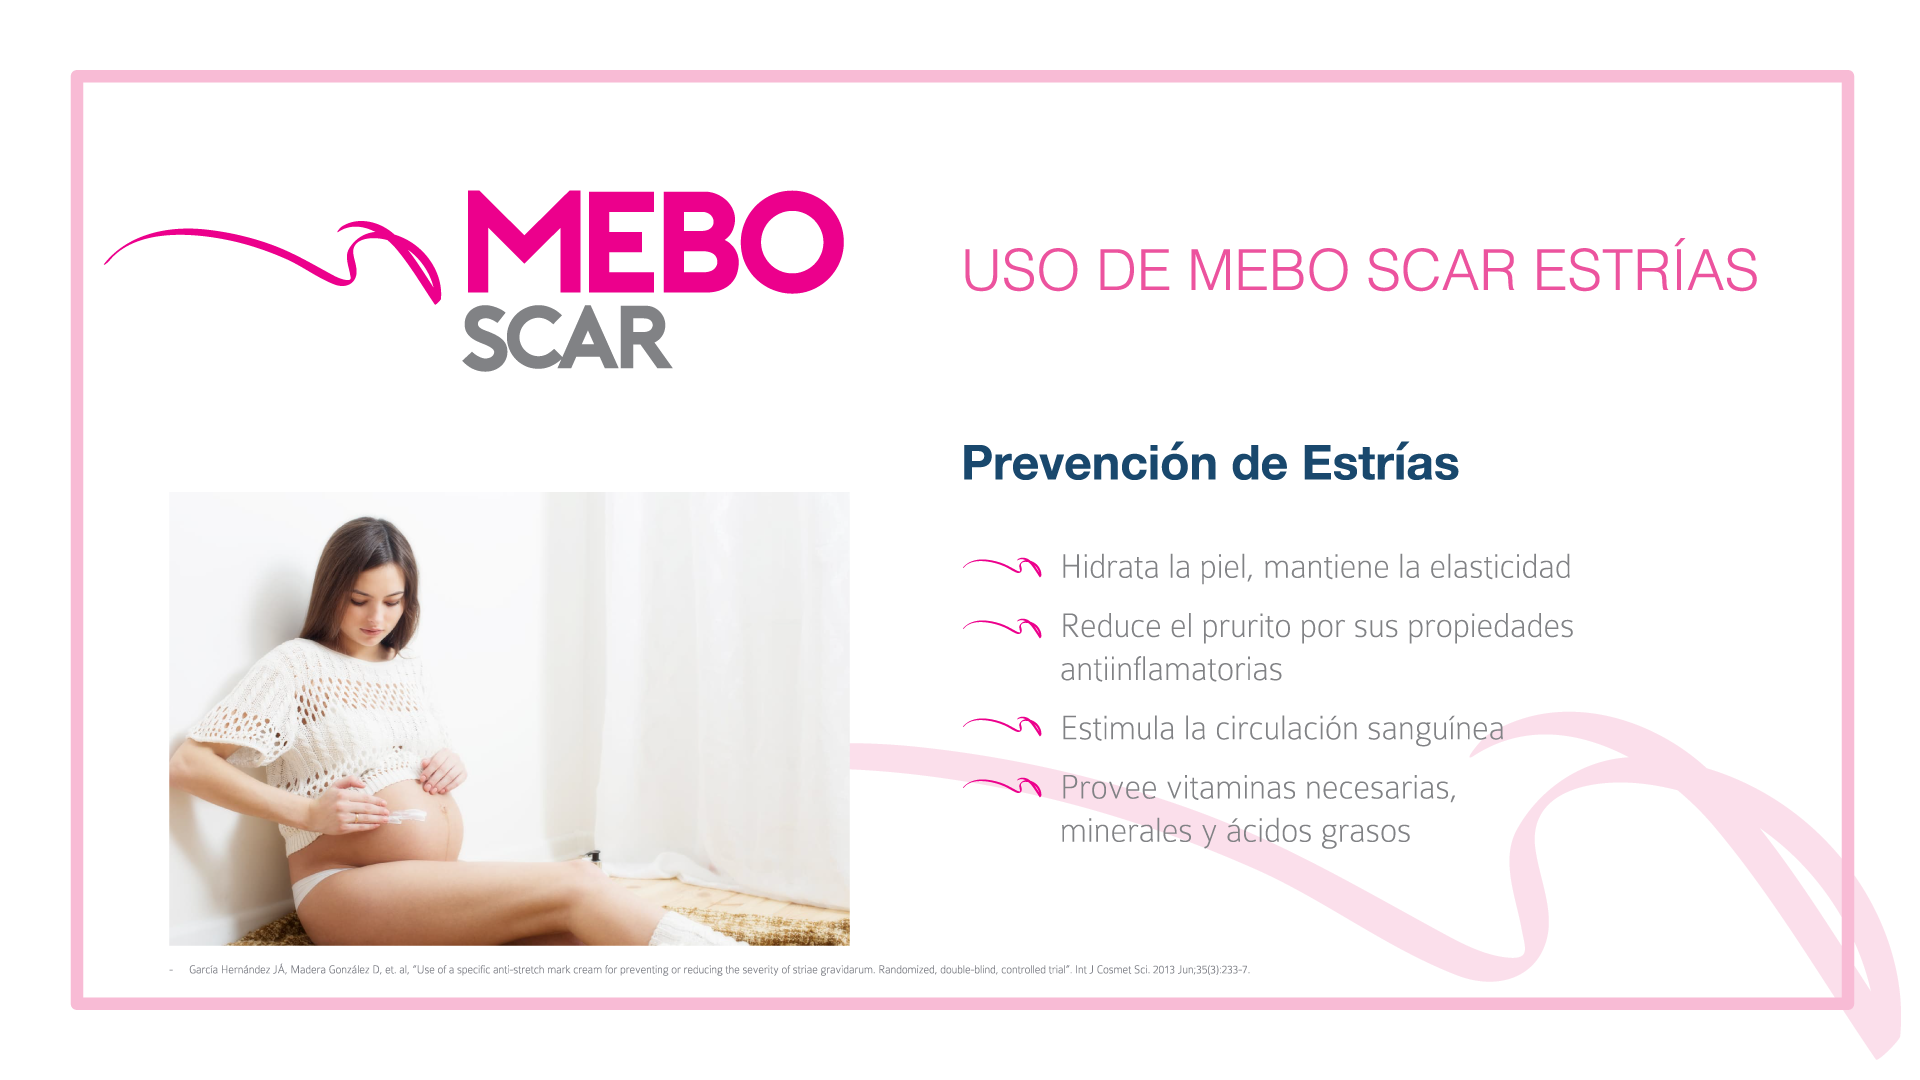 MEBO
SCAR
USO DE MEBO SCAR ESTRÍAS
Prevención de Estrías
Hidrata la piel, mantiene la elasticidad
Reduce el prurito por sus propiedades
antiinflamatorias
Estimula la circulación sanguínea
Provee vitaminas necesarias,
minerales y ácidos grasos
- García Hernández JÁ, Madera González D, et. al, “Use of a specific anti-stretch mark cream for preventing or reducing the severity of striae gravidarum. Randomized, double-blind, controlled trial”. Int J Cosmet Sci. 2013 Jun;35(3):233-7.